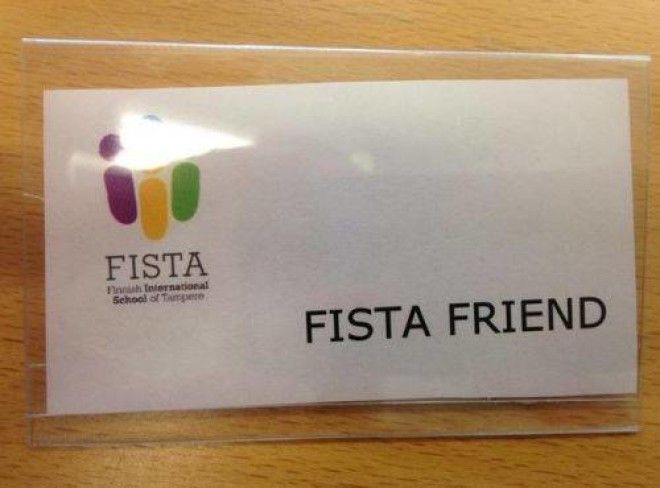 FISTA
Finnish International
School of Tampere
FISTA FRIEND